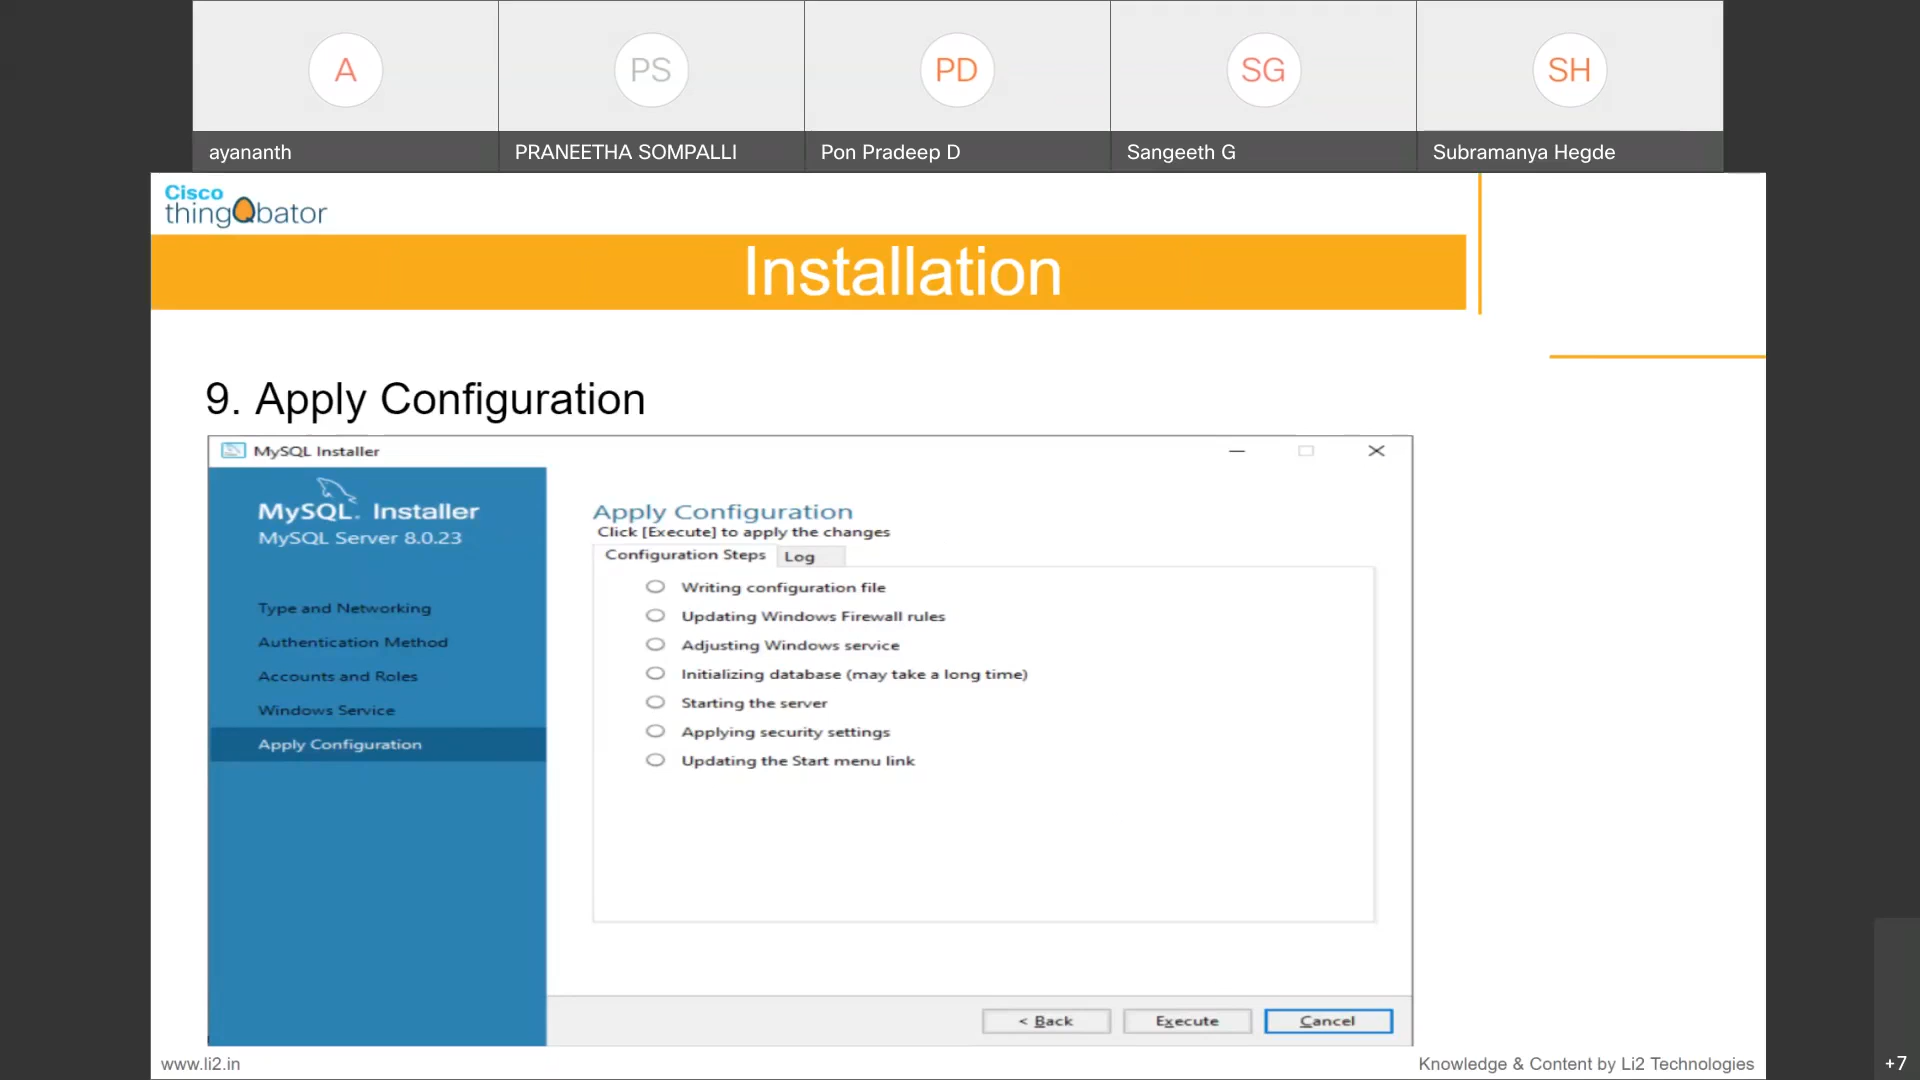 A
PS
PD
SG
SH
ayananth
PRANEETHA SOMPALLI
Pon Pradeep D
Sangeeth G
Subramanya Hegde
Cisco
thingQbator
Installation
9. Apply Configuration
MySQL Installer
MySQL. Installer
MySQL Server 8.0.23
Type and Networking
Authentication Method
Accounts and Roles
Windows Service
Apply Configuration
Apply Configuration
Click [Execute] to apply the changes
Configuration Steps
Log
Writing configuration file
Updating Windows Firewall rules
Adjusting Windows service
Initializing database (may take a long time)
Starting the server
Applying security settings
Updating the Start menu link
< Back
Execute
Cancel
www.li2.in
Knowledge & Content by Li2 Technologies
+7